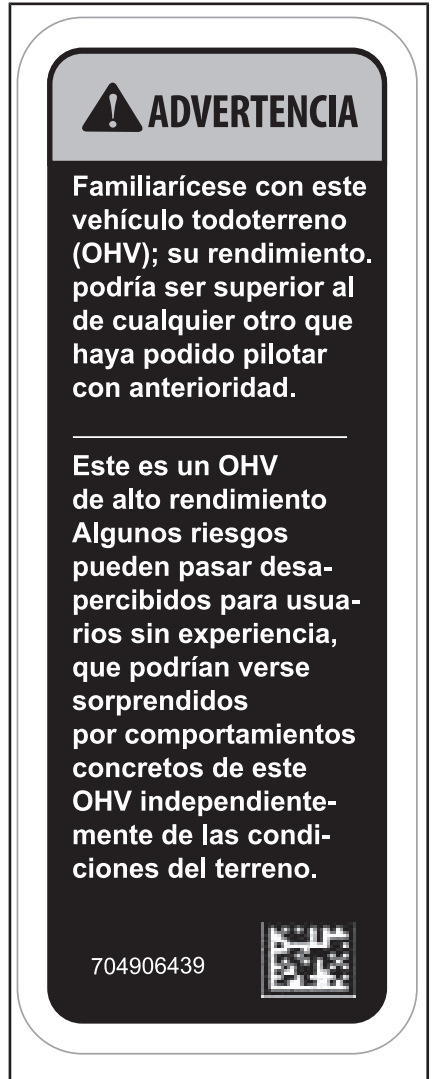 ADVERTENCIA
Familiarícese con este
vehículo todoterreno
(OHV); su rendimiento.
podría ser superior al
de cualquier otro que
haya podido pilotar
con anterioridad.
Este es un OHV
de alto rendimiento
Algunos riesgos
pueden pasar desa-
percibidos para usua-
rios sin experiencia,
que podrían verse
sorprendidos
por comportamientos
concretos de este
OHV independiente-
mente de las condi-
ciones del terreno.
704906439